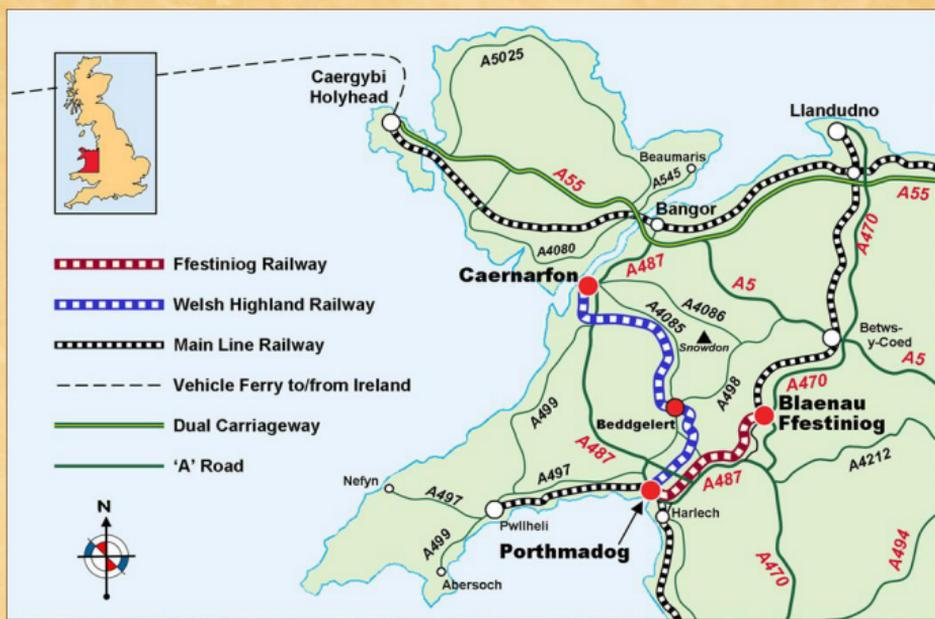 A5025
Caergybi
Holyhead
Llandudno
Beaumaris
A545
A55
A55
Bangor
A470
A4080
A487
Ffestiniog Railway
Caernarfon
A5
Welsh Highland Railway
A4085
A4086
Main Line Railway
Snowdon
Betws-
y-Coed
A5
Vehicle Ferry to/from Ireland
A498
A470
A499
Blaenau
Ffestiniog
Dual Carriageway
Beddgelert
'A' Road
A487
A4212
Nefyn
A497
A497
A487
N
Pwllheli
Harlech
A499
Porthmadog
A470
A494
Abersoch